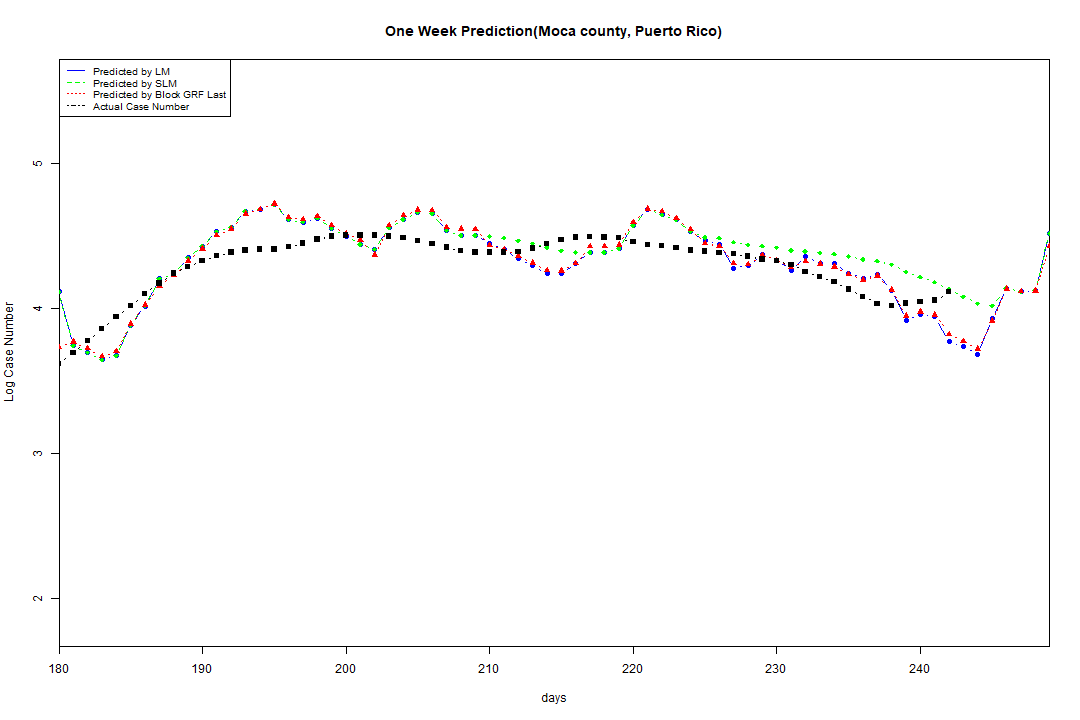 One Week Prediction(Moca county, Puerto Rico)
Predicted by LM
Predicted by SLM
Predicted by Block GRF Last
Actual Case Number
5
4
3
2
Log Case Number
180 190 200 210 220 230 240
days